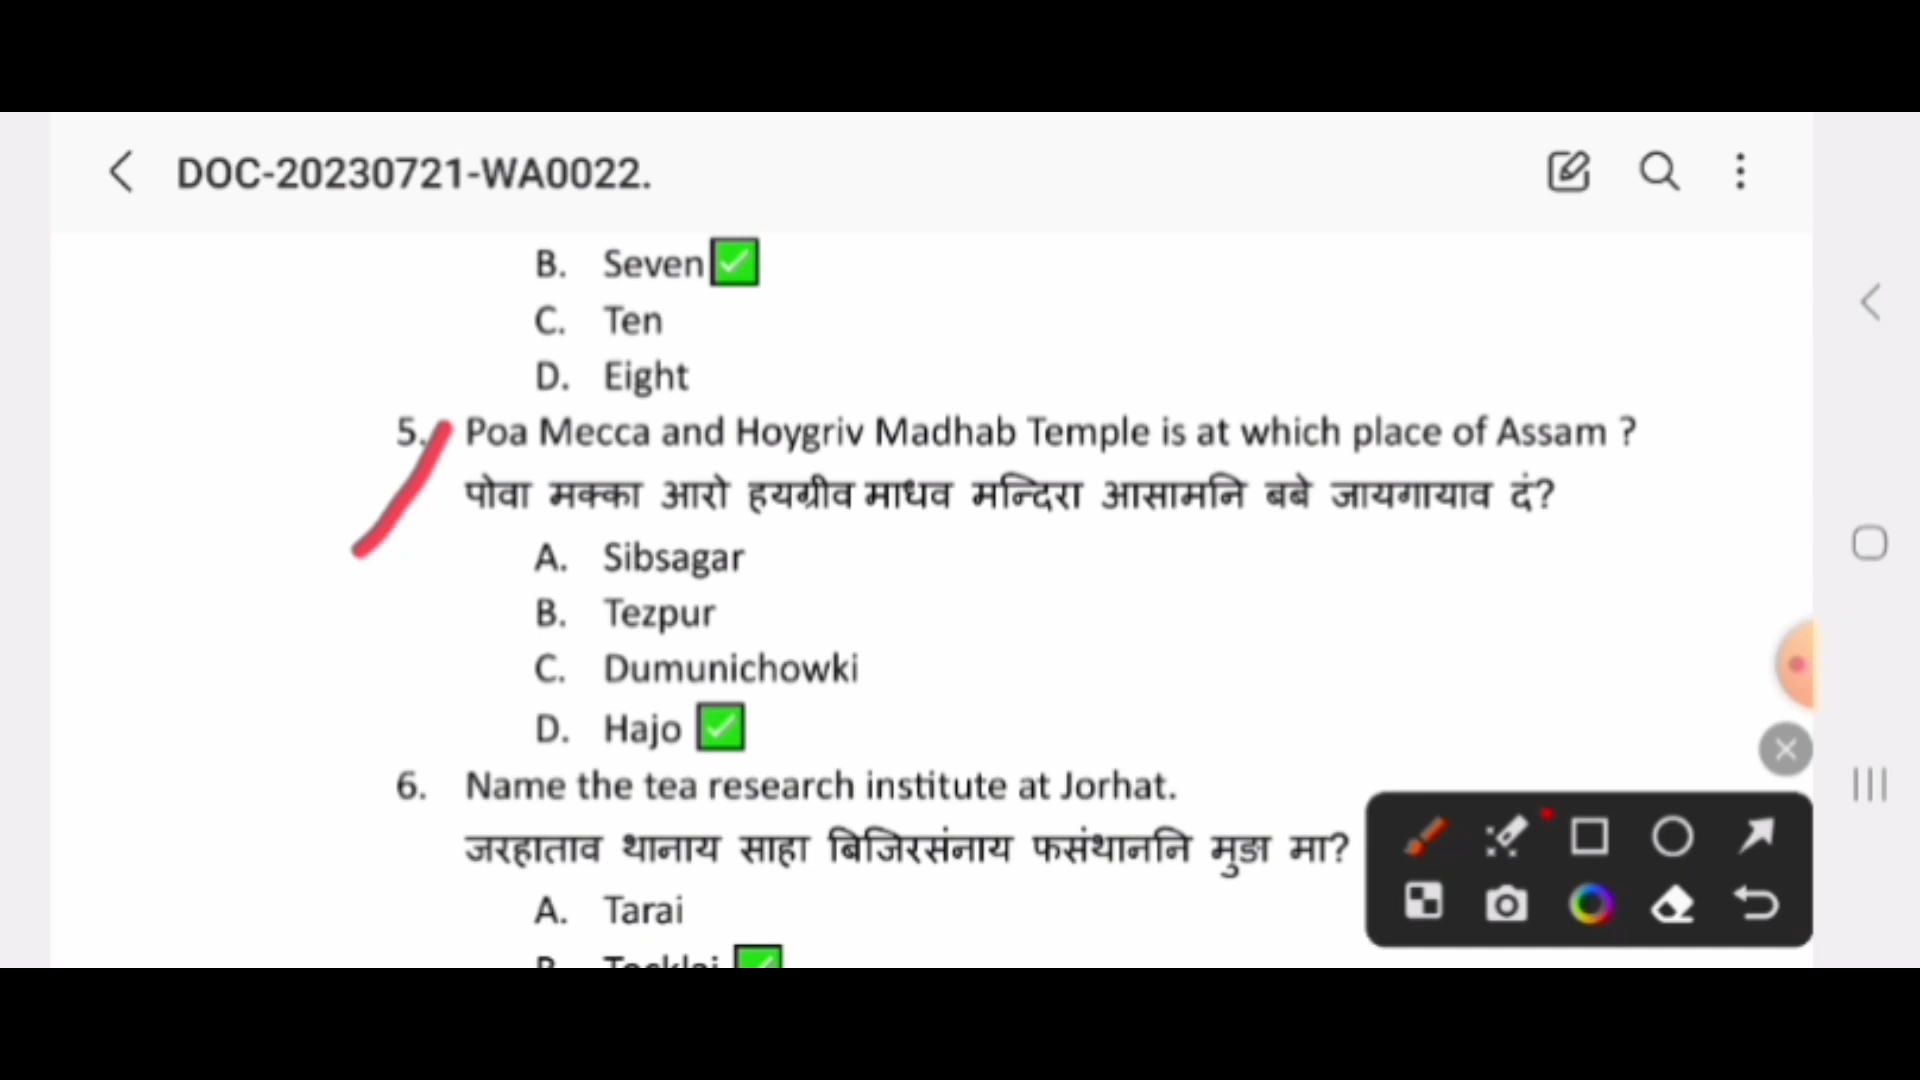 DOC-20230721-WA0022.
B. Seven
C. Ten
D. Eight
5. Poa Mecca and Hoygriv Madhab Temple is at which place of Assam ?
पोवा मक्का आरो हयग्रीव माधव मन्दिरा आसामनि बबे जायगायाव दं?
A. Sibsagar
B. Tezpur
C. Dumunichowki
D. Hajo
6. Name the tea research institute at Jorhat.
जरहाताव थानाय साहा बिजिरसंनाय फसंथाननि मुङा मा?
A. Tarai
B. Tocklai